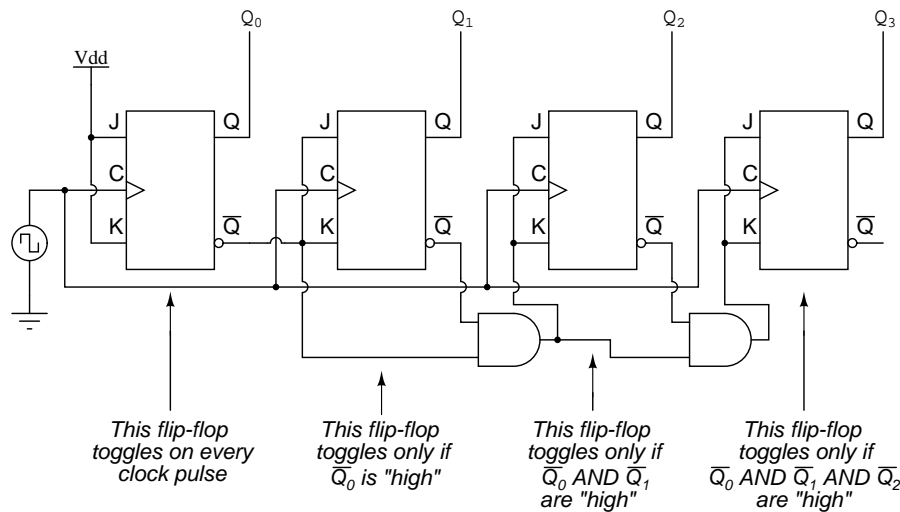 Q0 Q1 Q2 Q3
Vdd
J Q J Q J Q J Q
C C C C
K Q̅ K Q̅ K Q̅ K Q̅
This flip-flop
toggles on every
clock pulse
This flip-flop
toggles only if
Q̅0 is "high"
This flip-flop
toggles only if
Q̅0 AND Q̅1
are "high"
This flip-flop
toggles only if
Q̅0 AND Q̅1 AND Q̅2
are "high"